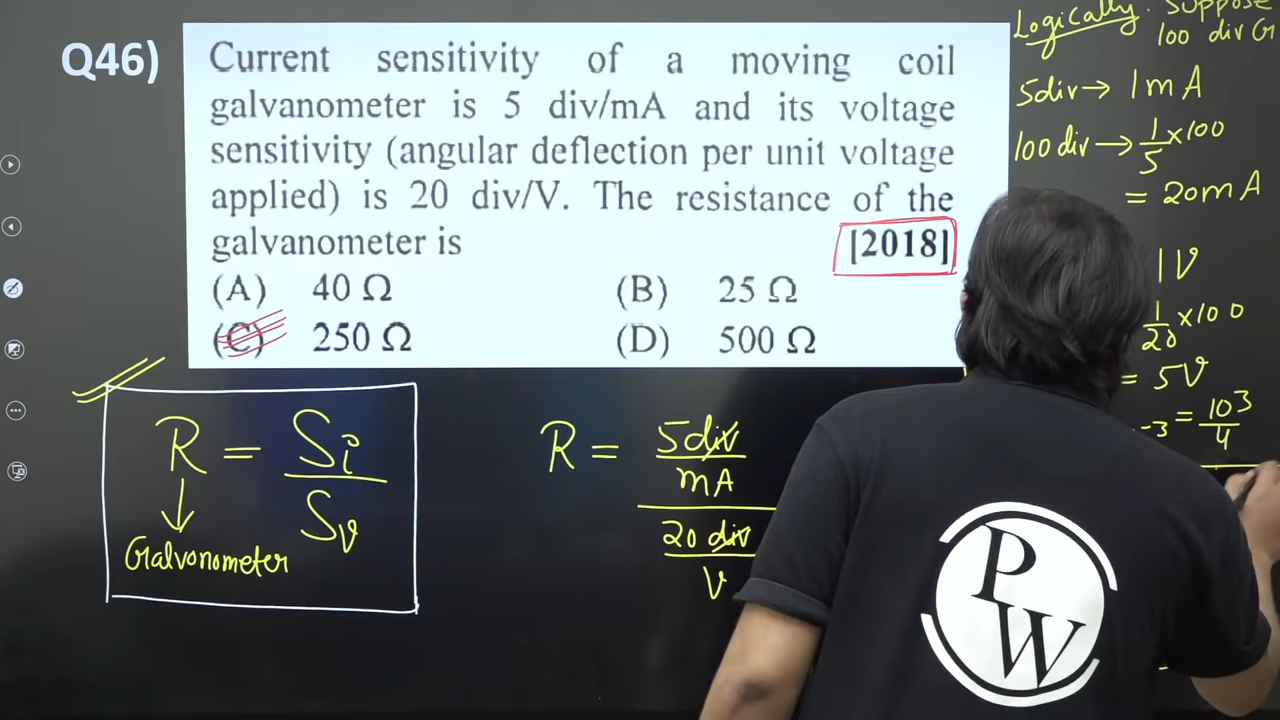 Q46)
Current sensitivity of a moving coil
galvanometer is 5 div/mA and its voltage
sensitivity (angular deflection per unit voltage
applied) is 20 div/V. The resistance of the
galvanometer is [2018]
(A) 40 Ω (B) 25 Ω
(C) 250 Ω (D) 500 Ω
R = Si / Sv
Galvonometer
R = 5div
mA
20 div
V
Logically. Suppose
100 div G
5div → 1mA
100 div → 1/5 ×100
= 20mA
1V
1/20 ×100
= 5V
-3 = 10³/4
P
W